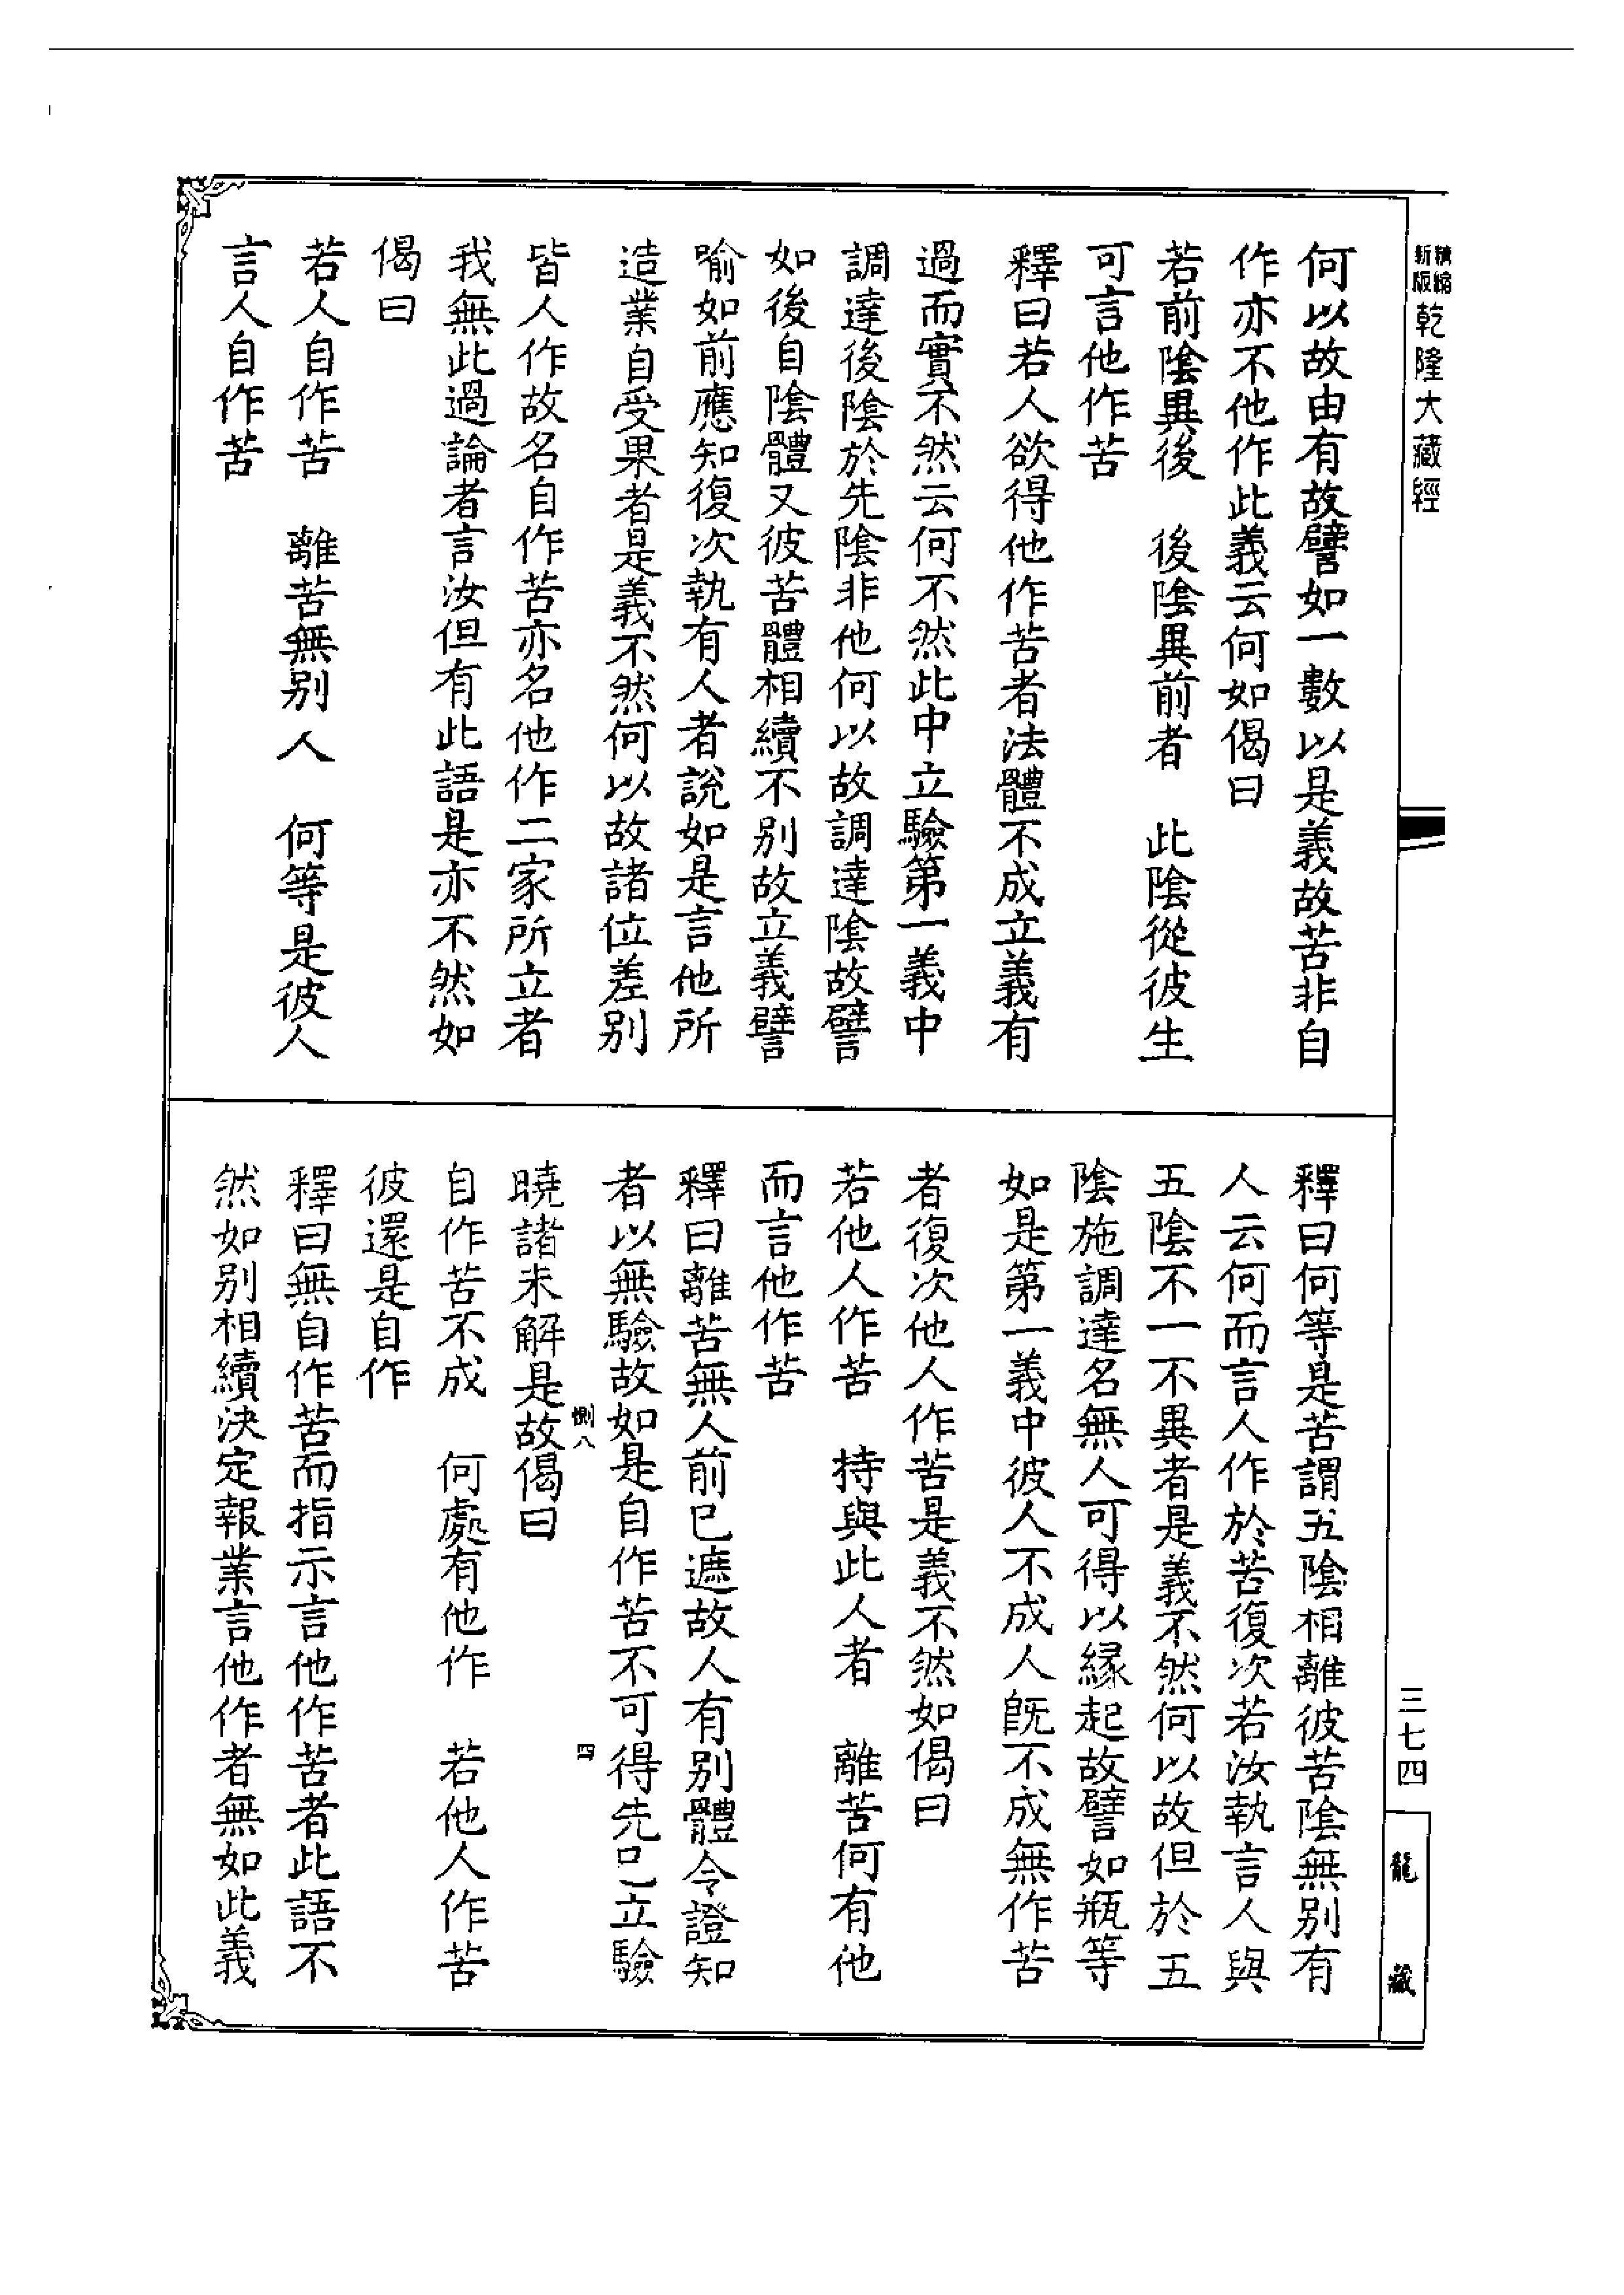 精縮
新版
乾隆大藏經
何以故由有故譬如一數以是義故苦非自
作亦不他作此義云何如偈曰
若前陰異後　後陰異前者　此陰從彼生
可言他作苦
釋曰若人欲得他作苦者法體不成立義有
過而實不然云何不然此中立驗第一義中
調達後陰於先陰非他何以故調達陰故譬
如後自陰體又彼苦體相續不別故立義譬
喻如前應知復次執有人者說如是言他所
造業自受果者是義不然何以故諸位差別
皆人作故名自作苦亦名他作二家所立者
我無此過論者言汝但有此語是亦不然如
偈曰
若人自作苦　離苦無別人　何等是彼人
言人自作苦
釋曰何等是苦謂五陰相離彼苦陰無別有
人云何而言人作於苦復次若汝執言人與
五陰不一不異者是義不然何以故但於五
陰施調達名無人可得以緣起故譬如瓶等
如是第一義中彼人不成人既不成無作苦
者復次他人作苦是義不然如偈曰
若他人作苦　持與此人者　離苦何有他
而言他作苦
釋曰離苦無人前已遮故人有別體令證知
者以無驗故如是自作苦不可得先已立驗
惻八
四
曉諸未解是故偈曰
自作苦不成　何處有他作　若他人作苦
彼還是自作
釋曰無自作苦而指示言他作苦者此語不
然如別相續決定報業言他作者無如此義
三七四
龍藏